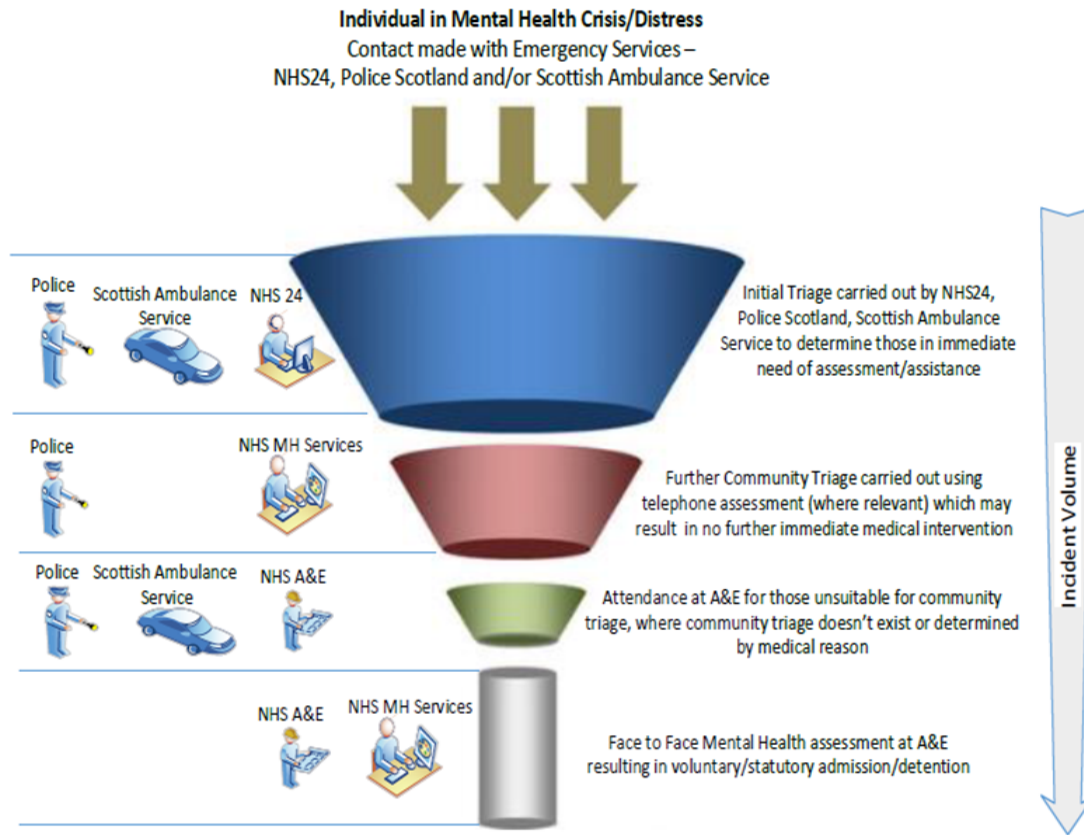 Individual in Mental Health Crisis/Distress
Contact made with Emergency Services –
NHS24, Police Scotland and/or Scottish Ambulance Service
Police
Scottish Ambulance
Service
NHS 24
Initial Triage carried out by NHS24,
Police Scotland, Scottish Ambulance
Service to determine those in immediate
need of assessment/assistance
Police
NHS MH Services
Further Community Triage carried out using
telephone assessment (where relevant) which may
result in no further immediate medical intervention
Police
Scottish Ambulance
Service
NHS A&E
Attendance at A&E for those unsuitable for community
triage, where community triage doesn't exist or determined
by medical reason
NHS A&E
NHS MH Services
Face to Face Mental Health assessment at A&E
resulting in voluntary/statutory admission/detention
Incident Volume